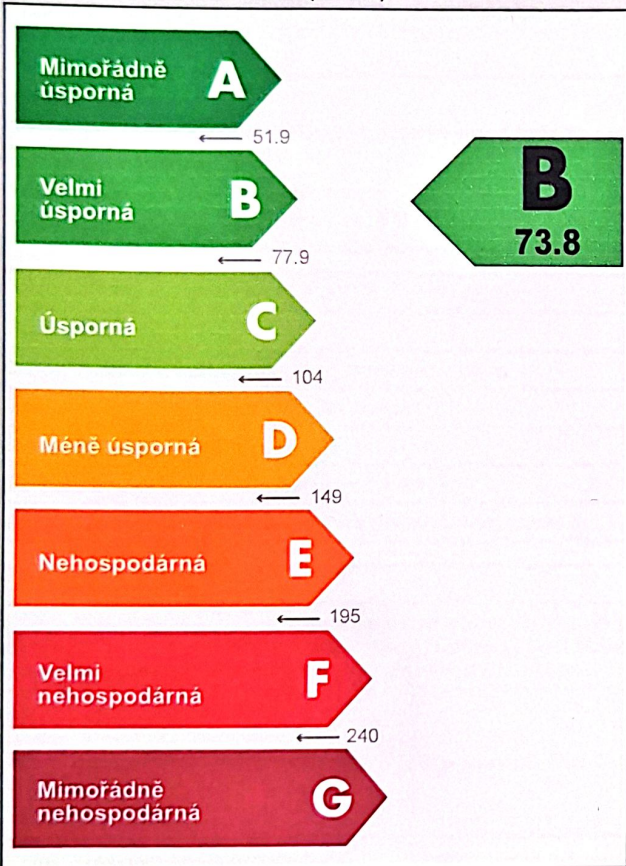 Mimořádně
úsporná
A
← 51.9
Velmi
úsporná
B
B
73.8
← 77.9
Úsporná
C
← 104
Méně úsporná
D
← 149
Nehospodárná
E
← 195
Velmi
nehospodárná
F
← 240
Mimořádně
nehospodárná
G